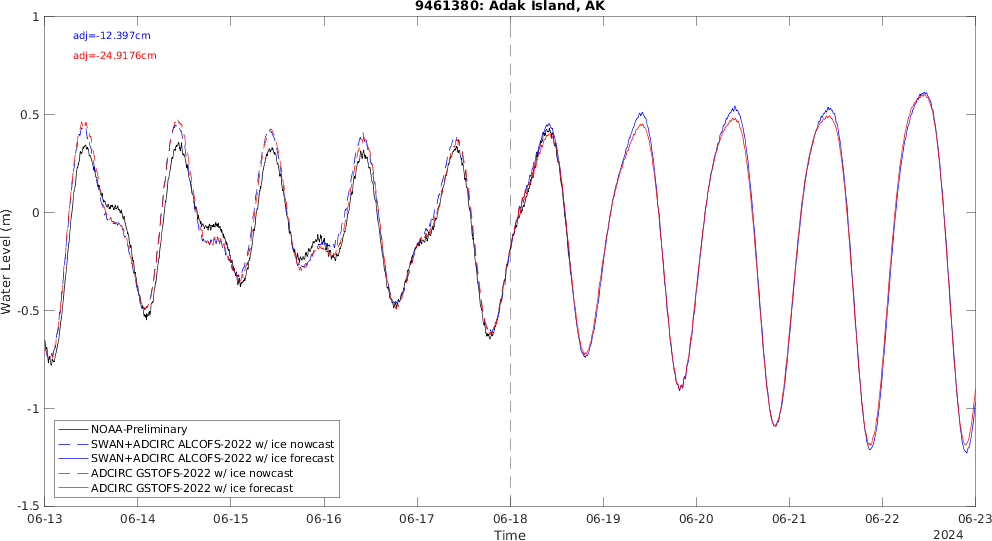 9461380: Adak Island, AK
adj=-12.397cm
adj=-24.9176cm
Water Level (m)
1
0.5
0
-0.5
-1
-1.5
NOAA-Preliminary
SWAN+ADCIRC ALCOFS-2022 w/ ice nowcast
SWAN+ADCIRC ALCOFS-2022 w/ ice forecast
ADCIRC GSTOFS-2022 w/ ice nowcast
ADCIRC GSTOFS-2022 w/ ice forecast
06-13 06-14 06-15 06-16 06-17 06-18 06-19 06-20 06-21 06-22 06-23
Time
2024